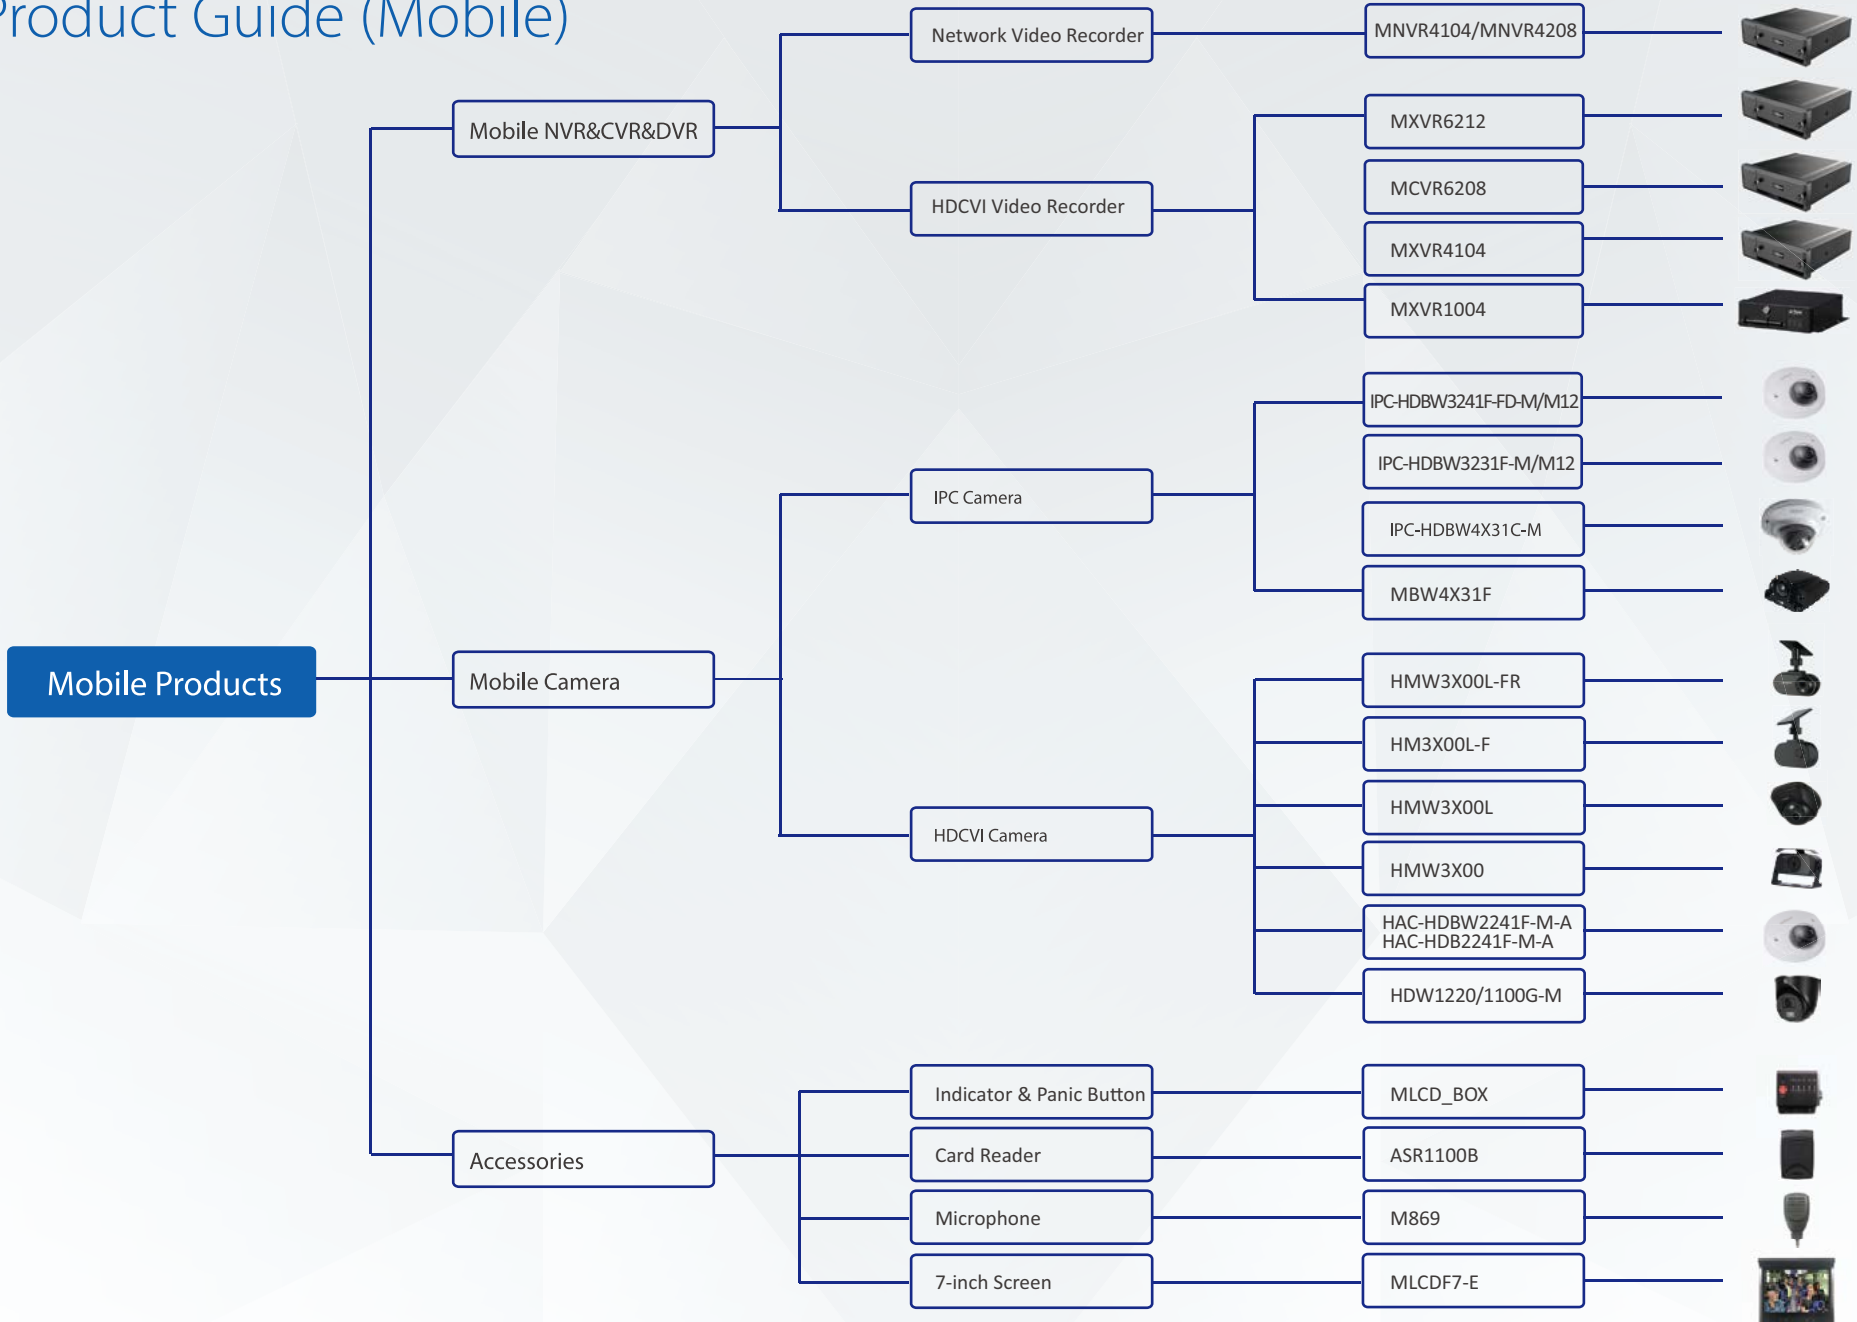 Product Guide (Mobile)
Mobile Products
Mobile NVR&CVR&DVR
Network Video Recorder
MNVR4104/MNVR4208
HDCVI Video Recorder
MXVR6212
MCVR6208
MXVR4104
MXVR1004
Mobile Camera
IPC Camera
IPC-HDBW3241F-FD-M/M12
IPC-HDBW3231F-M/M12
IPC-HDBW4X31C-M
MBW4X31F
HDCVI Camera
HMW3X00L-FR
HM3X00L-F
HMW3X00L
HMW3X00
HAC-HDBW2241F-M-A
HAC-HDB2241F-M-A
HDW1220/1100G-M
Accessories
Indicator & Panic Button
MLCD_BOX
Card Reader
ASR1100B
Microphone
M869
7-inch Screen
MLCDF7-E